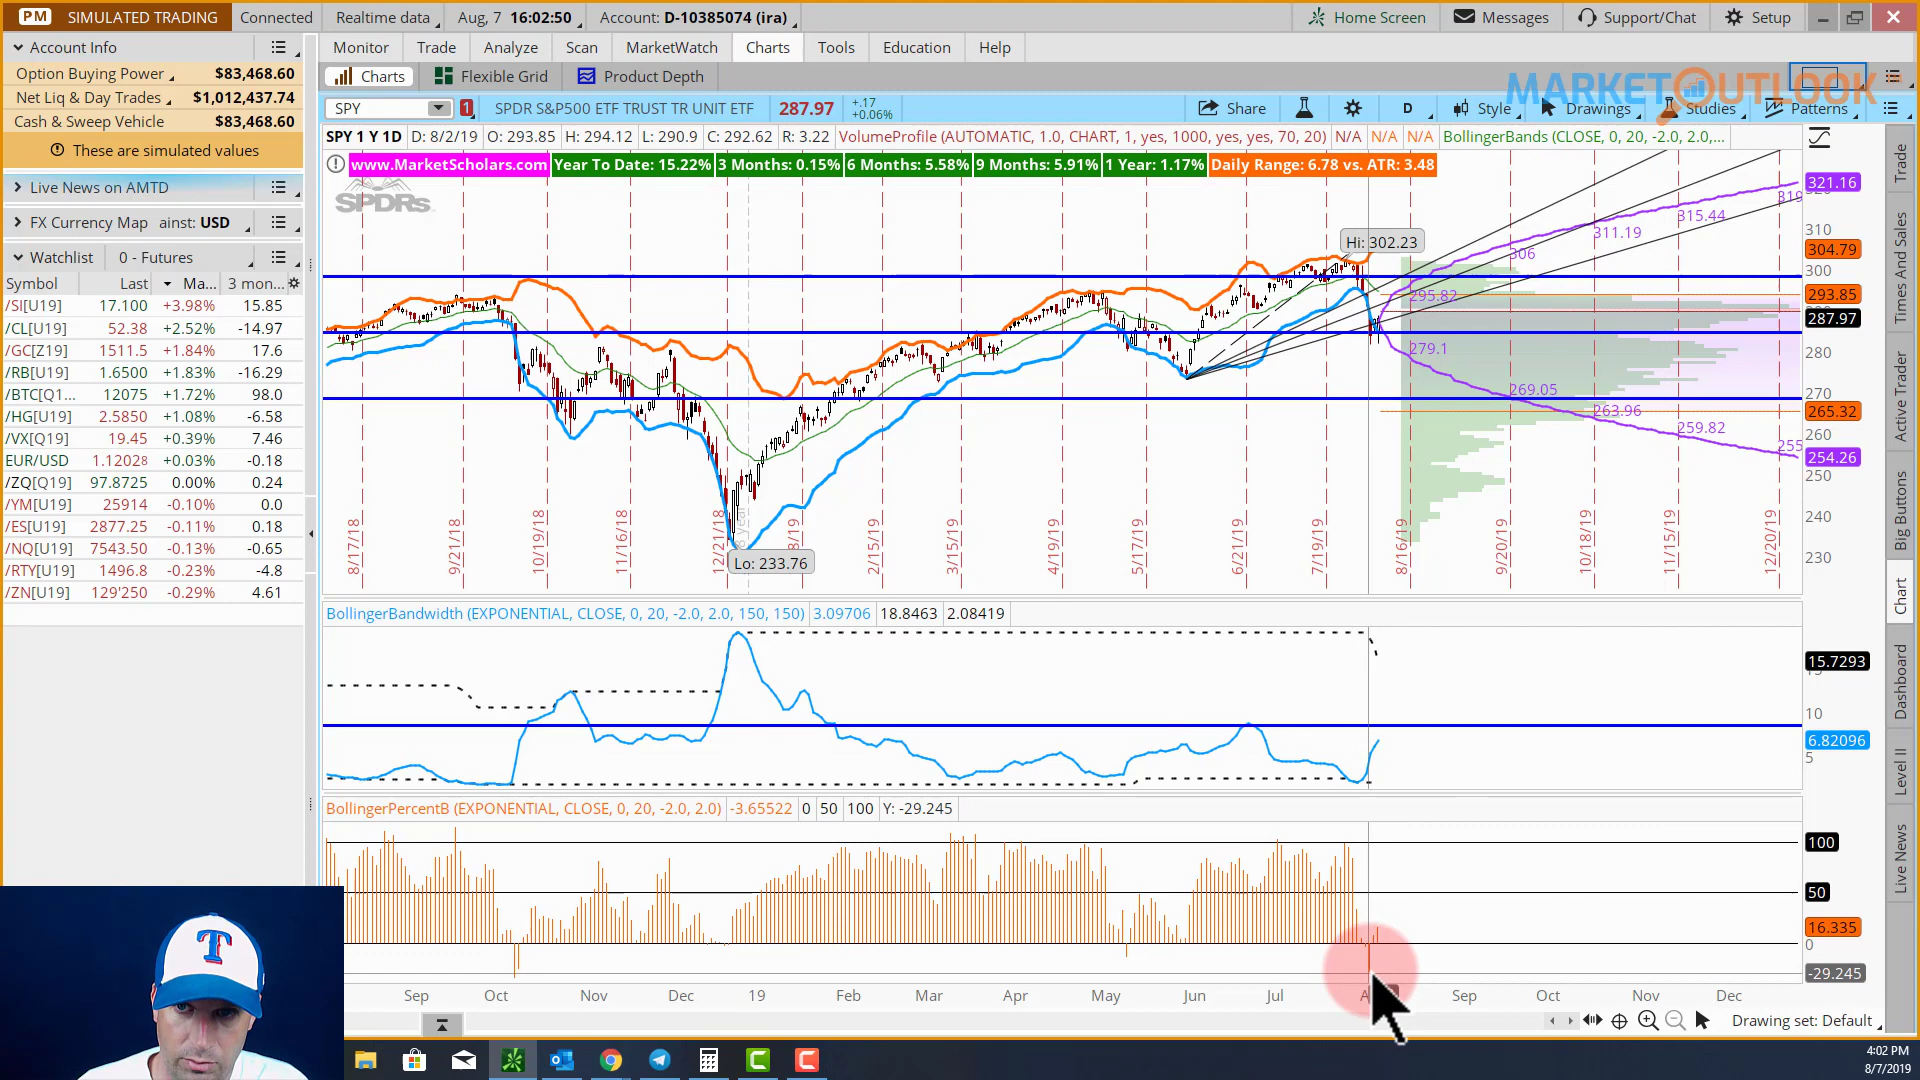 PM SIMULATED TRADING Connected Realtime data Aug, 7 16:02:50 Account: D-10385074 (ira) Home Screen Messages Support/Chat Setup
Account Info
Option Buying Power $83,468.60
Net Liq & Day Trades $1,012,437.74
Cash & Sweep Vehicle $83,468.60
These are simulated values
Live News on AMTD
FX Currency Map ainst: USD
Watchlist 0 - Futures
Symbol Last Ma... 3 mon...
/SI[U19] 17.100 +3.98% 15.85
/CL[U19] 52.38 +2.52% -14.97
/GC[Z19] 1511.5 +1.84% 17.6
/RB[U19] 1.6500 +1.83% -16.29
/BTC[Q1... 12075 +1.72% 98.0
/HG[U19] 2.5850 +1.08% -6.58
/VX[Q19] 19.45 +0.39% 7.46
EUR/USD 1.12028 +0.03% -0.18
/ZQ[Q19] 97.8725 0.00% 0.24
/YM[U19] 25914 -0.10% 0.0
/ES[U19] 2877.25 -0.11% 0.18
/NQ[U19] 7543.50 -0.13% -0.65
/RTY[U19] 1496.8 -0.23% -4.8
/ZN[U19] 129'250 -0.29% 4.61
Monitor Trade Analyze Scan MarketWatch Charts Tools Education Help
Charts Flexible Grid Product Depth
MARKETOUTLOOK
SPY 1 SPDR S&P500 ETF TRUST TR UNIT ETF 287.97 +.17 +0.06% Share D Style Drawings Studies Patterns
SPY 1 Y 1D D: 8/2/19 O: 293.85 H: 294.12 L: 290.9 C: 292.62 R: 3.22 VolumeProfile (AUTOMATIC, 1.0, CHART, 1, yes, 1000, yes, yes, 70, 20) N/A N/A N/A BollingerBands (CLOSE, 0, 20, -2.0, 2.0,...
www.MarketScholars.com Year To Date: 15.22% 3 Months: 0.15% 6 Months: 5.58% 9 Months: 5.91% 1 Year: 1.17% Daily Range: 6.78 vs. ATR: 3.48
SPDRs
Hi: 302.23
Lo: 233.76
295.82
306
311.19
315.44
319
279.1
269.05
263.96
259.82
255
321.16
310
304.79
300
293.85
287.97
280
270
265.32
260
254.26
250
240
230
8/17/18 9/21/18 10/19/18 11/16/18 12/21/18 8/19 2/15/19 3/15/19 4/19/19 5/17/19 6/21/19 7/19/19 8/16/19 9/20/19 10/18/19 11/15/19 12/20/19
BollingerBandwidth (EXPONENTIAL, CLOSE, 0, 20, -2.0, 2.0, 150, 150) 3.09706 18.8463 2.08419
15.7293
10
6.82096
5
BollingerPercentB (EXPONENTIAL, CLOSE, 0, 20, -2.0, 2.0) -3.65522 0 50 100 Y: -29.245
100
50
16.335
0
-29.245
Sep Oct Nov Dec 19 Feb Mar Apr May Jun Jul Sep Oct Nov Dec
Drawing set: Default
Trade
Times And Sales
Active Trader
Big Buttons
Chart
Dashboard
Level II
Live News
T
4:02 PM
8/7/2019